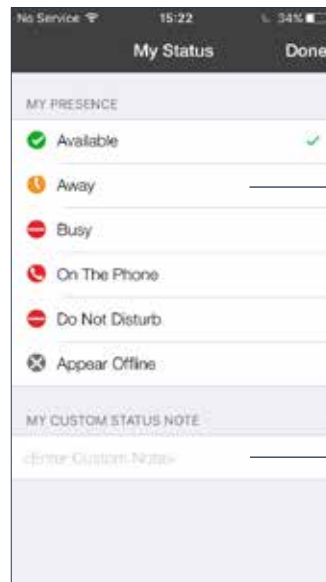 No Service 15:22 34%
My Status Done
MY PRESENCE
Available
Away
Busy
On The Phone
Do Not Disturb
Appear Offline
MY CUSTOM STATUS NOTE
<Enter Custom Note>